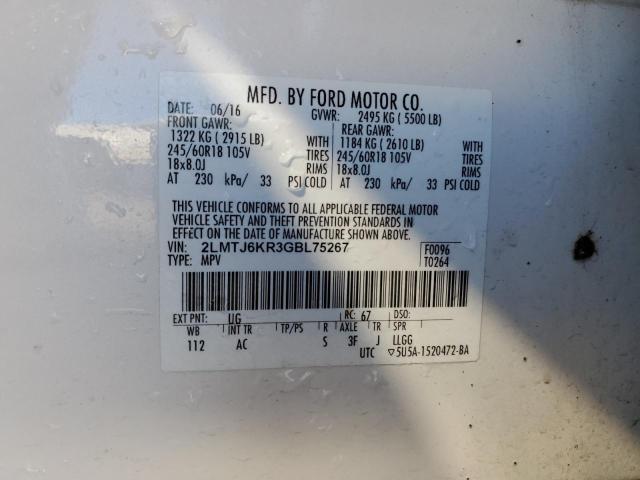 MFD. BY FORD MOTOR CO.
DATE: 06/16 GVWR: 2495 KG ( 5500 LB)
FRONT GAWR: REAR GAWR:
1322 KG ( 2915 LB) WITH 1184 KG ( 2610 LB) WITH
245/60R18 105V TIRES 245/60R18 105V TIRES
18x8.0J RIMS 18x8.0J RIMS
AT 230 kPa/ 33 PSI COLD AT 230 kPa/ 33 PSI COLD
THIS VEHICLE CONFORMS TO ALL APPLICABLE FEDERAL MOTOR
VEHICLE SAFETY AND THEFT PREVENTION STANDARDS IN
EFFECT ON THE DATE OF MANUFACTURE SHOWN ABOVE.
VIN: 2LMTJ6KR3GBL75267 F0096
TYPE: MPV T0264
EXT PNT: UG RC: 67 DSO:
WB INT TR TP/PS R AXLE TR SPR
112 AC S 3F J LLGG
UTC ▽5U5A-1520472-BA